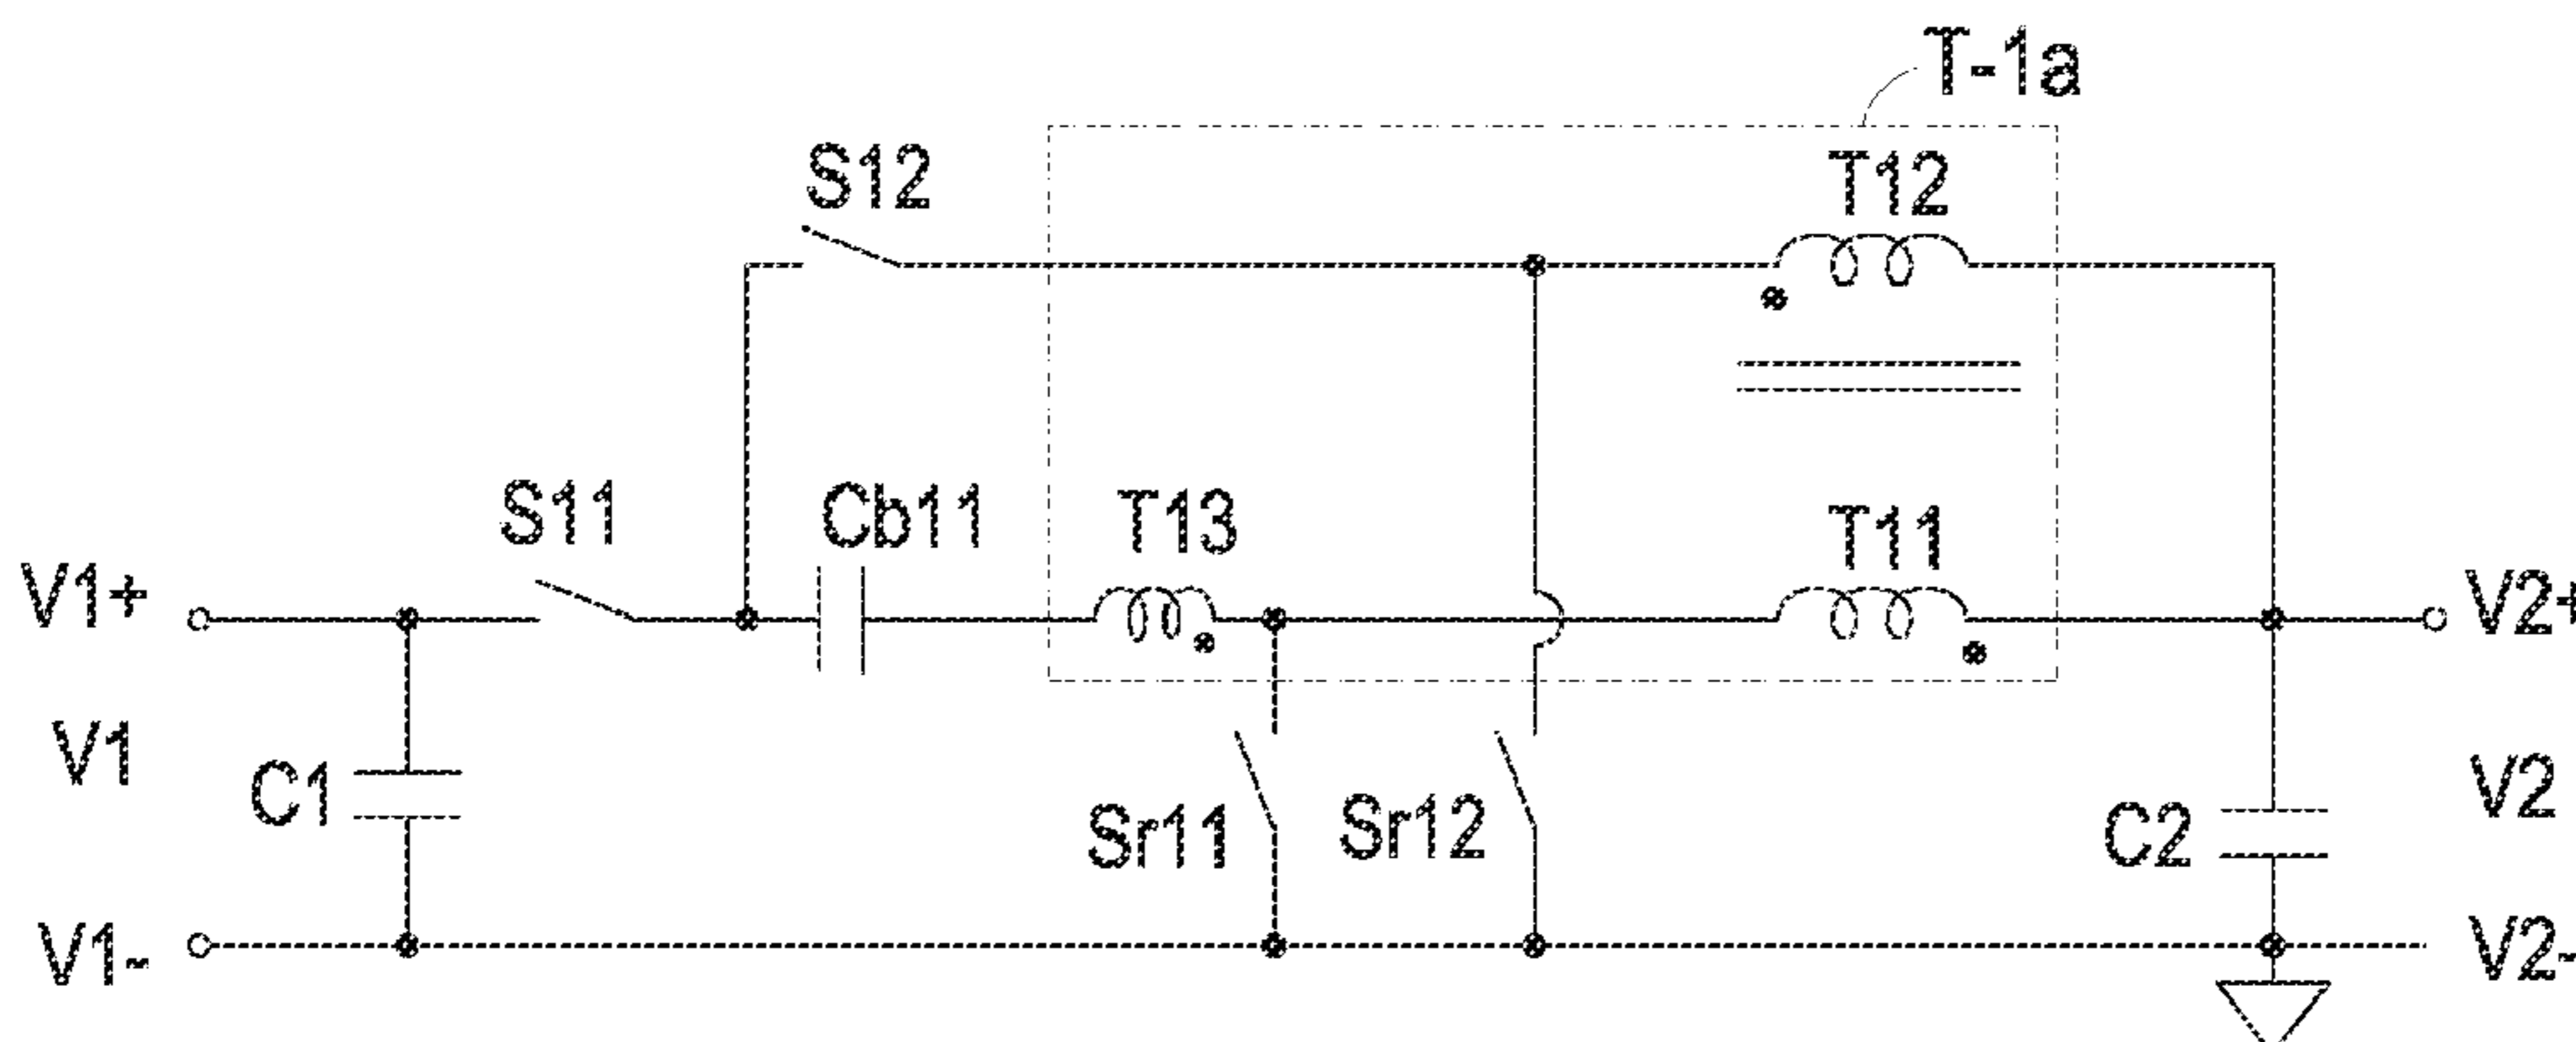 T-1a
S12
T12
S11
Cb11
T13
T11
V1+
V2+
V1
C1
Sr11
Sr12
C2
V2
V1-
V2-